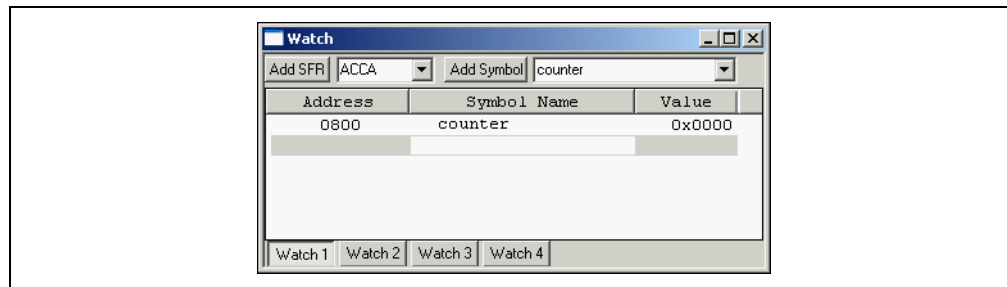 Watch
Add SFR ACCA Add Symbol counter
Address Symbol Name Value
0800 counter 0x0000
Watch 1 Watch 2 Watch 3 Watch 4